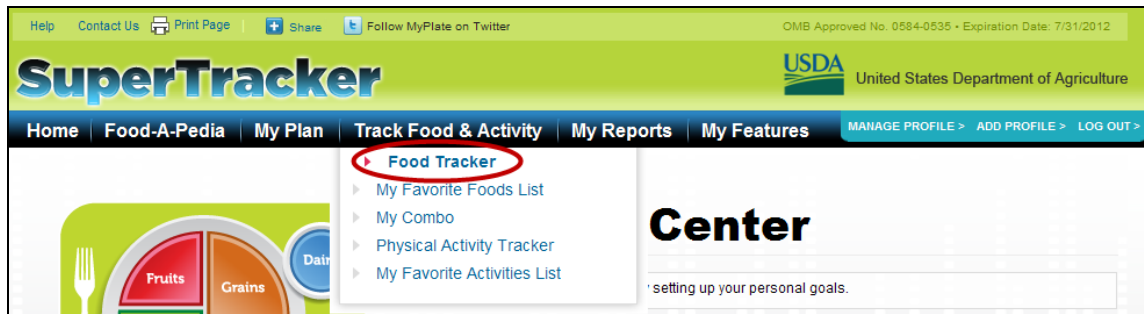 Help Contact Us Print Page Share Follow MyPlate on Twitter OMB Approved No. 0584-0535 • Expiration Date: 7/31/2012
SuperTracker USDA United States Department of Agriculture
Home Food-A-Pedia My Plan Track Food & Activity My Reports My Features MANAGE PROFILE > ADD PROFILE > LOG OUT >
Food Tracker
My Favorite Foods List
My Combo
Physical Activity Tracker
My Favorite Activities List
Center
setting up your personal goals.
Fruits
Grains